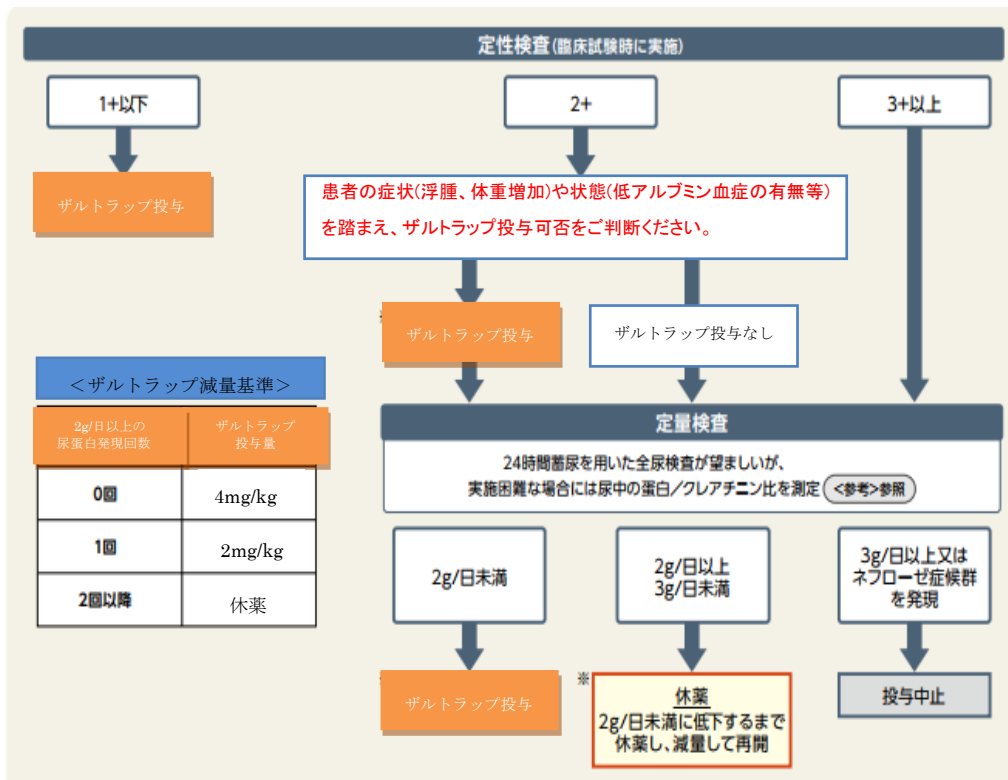 定性検査(臨床試験時に実施)
1+以下
2+
3+以上
ザルトラップ投与
患者の症状(浮腫、体重増加)や状態(低アルブミン血症の有無等)
を踏まえ、ザルトラップ投与可否をご判断ください。
※
ザルトラップ投与
ザルトラップ投与なし
＜ザルトラップ減量基準＞
2g/日以上の
尿蛋白発現回数
ザルトラップ
投与量
0回
4mg/kg
1回
2mg/kg
2回以降
休薬
定量検査
24時間蓄尿を用いた全尿検査が望ましいが、
実施困難な場合には尿中の蛋白／クレアチニン比を測定 <参考>参照
2g/日未満
2g/日以上
3g/日未満
3g/日以上又は
ネフローゼ症候群
を発現
※
ザルトラップ投与
※
休薬
2g/日未満に低下するまで
休薬し、減量して再開
投与中止